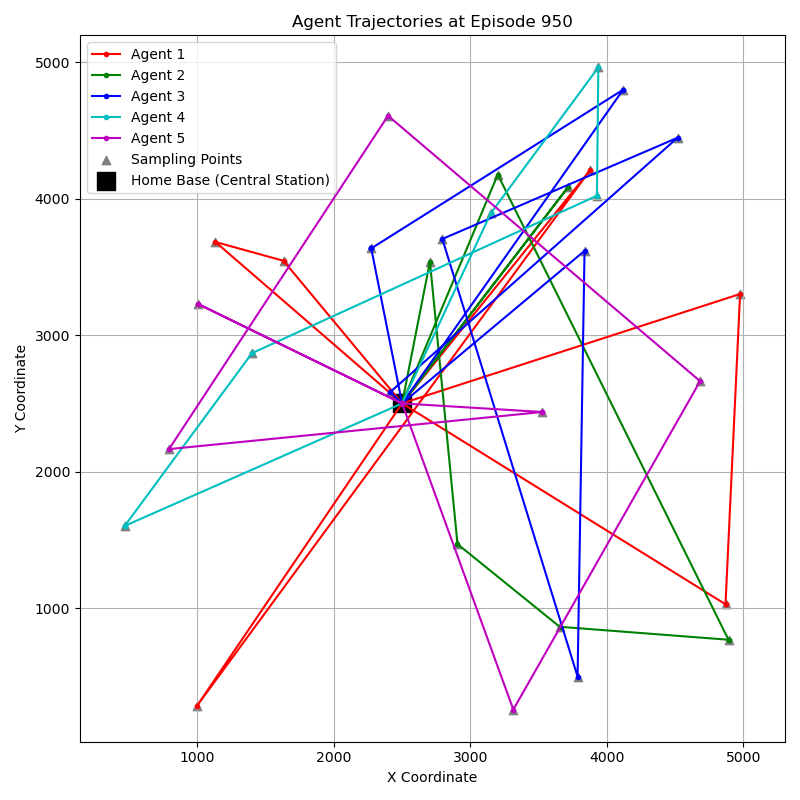 Agent Trajectories at Episode 950
Agent 1
Agent 2
Agent 3
Agent 4
Agent 5
Sampling Points
Home Base (Central Station)
Y Coordinate
5000
4000
3000
2000
1000
1000 2000 3000 4000 5000
X Coordinate